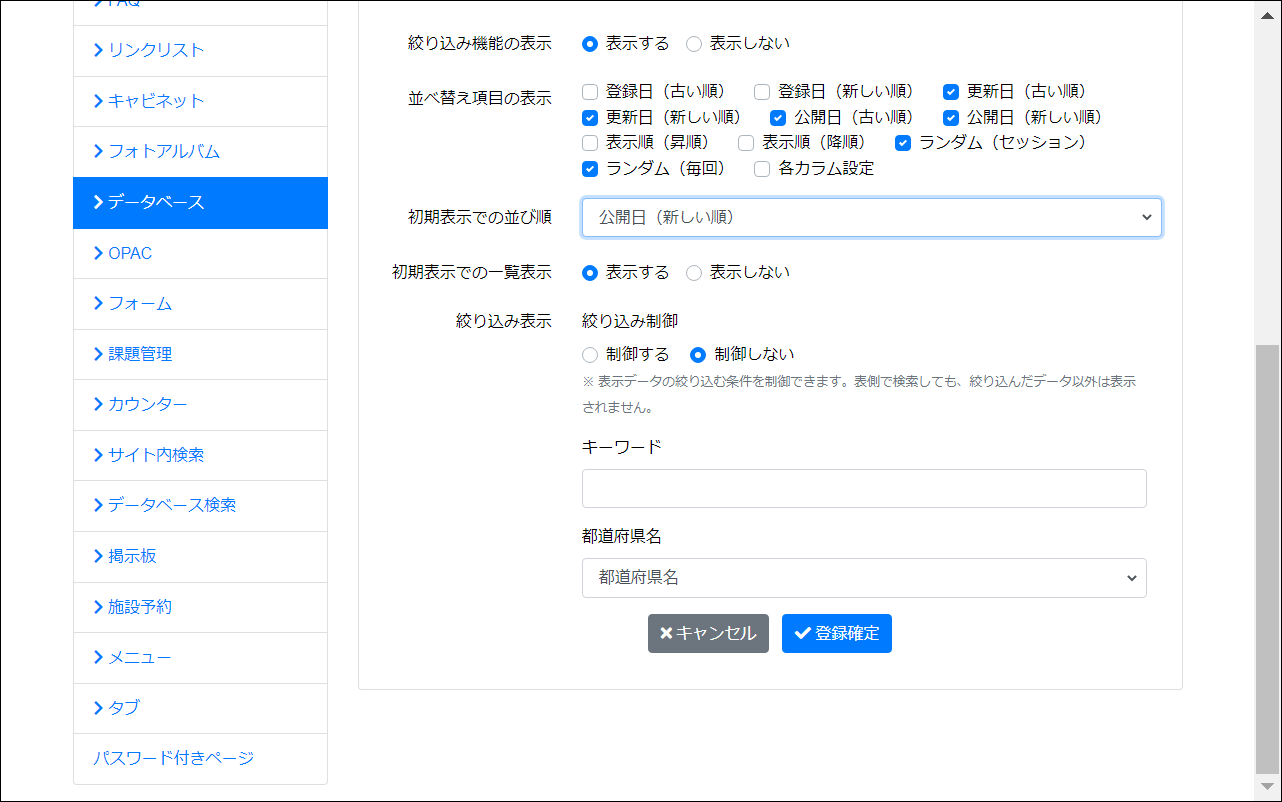 FAQ
リンクリスト
キャビネット
フォトアルバム
データベース
OPAC
フォーム
課題管理
カウンター
サイト内検索
データベース検索
掲示板
施設予約
メニュー
タブ
パスワード付きページ
絞り込み機能の表示 表示する 表示しない
並べ替え項目の表示 登録日（古い順） 登録日（新しい順） 更新日（古い順）
更新日（新しい順） 公開日（古い順） 公開日（新しい順）
表示順（昇順） 表示順（降順） ランダム（セッション）
ランダム（毎回） 各カラム設定
初期表示での並び順 公開日（新しい順）
初期表示での一覧表示 表示する 表示しない
絞り込み表示 絞り込み制御
制御する 制御しない
※ 表示データの絞り込む条件を制御できます。表側で検索しても、絞り込んだデータ以外は表示
されません。
キーワード
都道府県名
都道府県名
キャンセル 登録確定